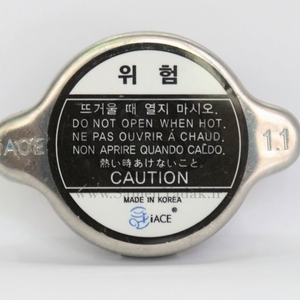 위 험
뜨거울 때 열지 마시오.
DO NOT OPEN WHEN HOT.
NE PAS OUVRIR Á CHAUD.
NON APRIRE QUANDO CALDO.
熱い時あけないこと。
CAUTION
MADE IN KOREA
iACE ®
iACE
1.1